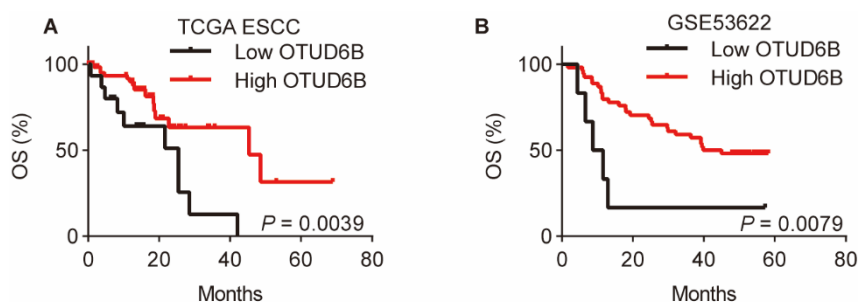 A
TCGA ESCC
Low OTUD6B
High OTUD6B
OS (%)
100
50
0
P = 0.0039
0 20 40 60 80
Months
B
GSE53622
Low OTUD6B
High OTUD6B
OS (%)
100
50
0
P = 0.0079
0 20 40 60 80
Months